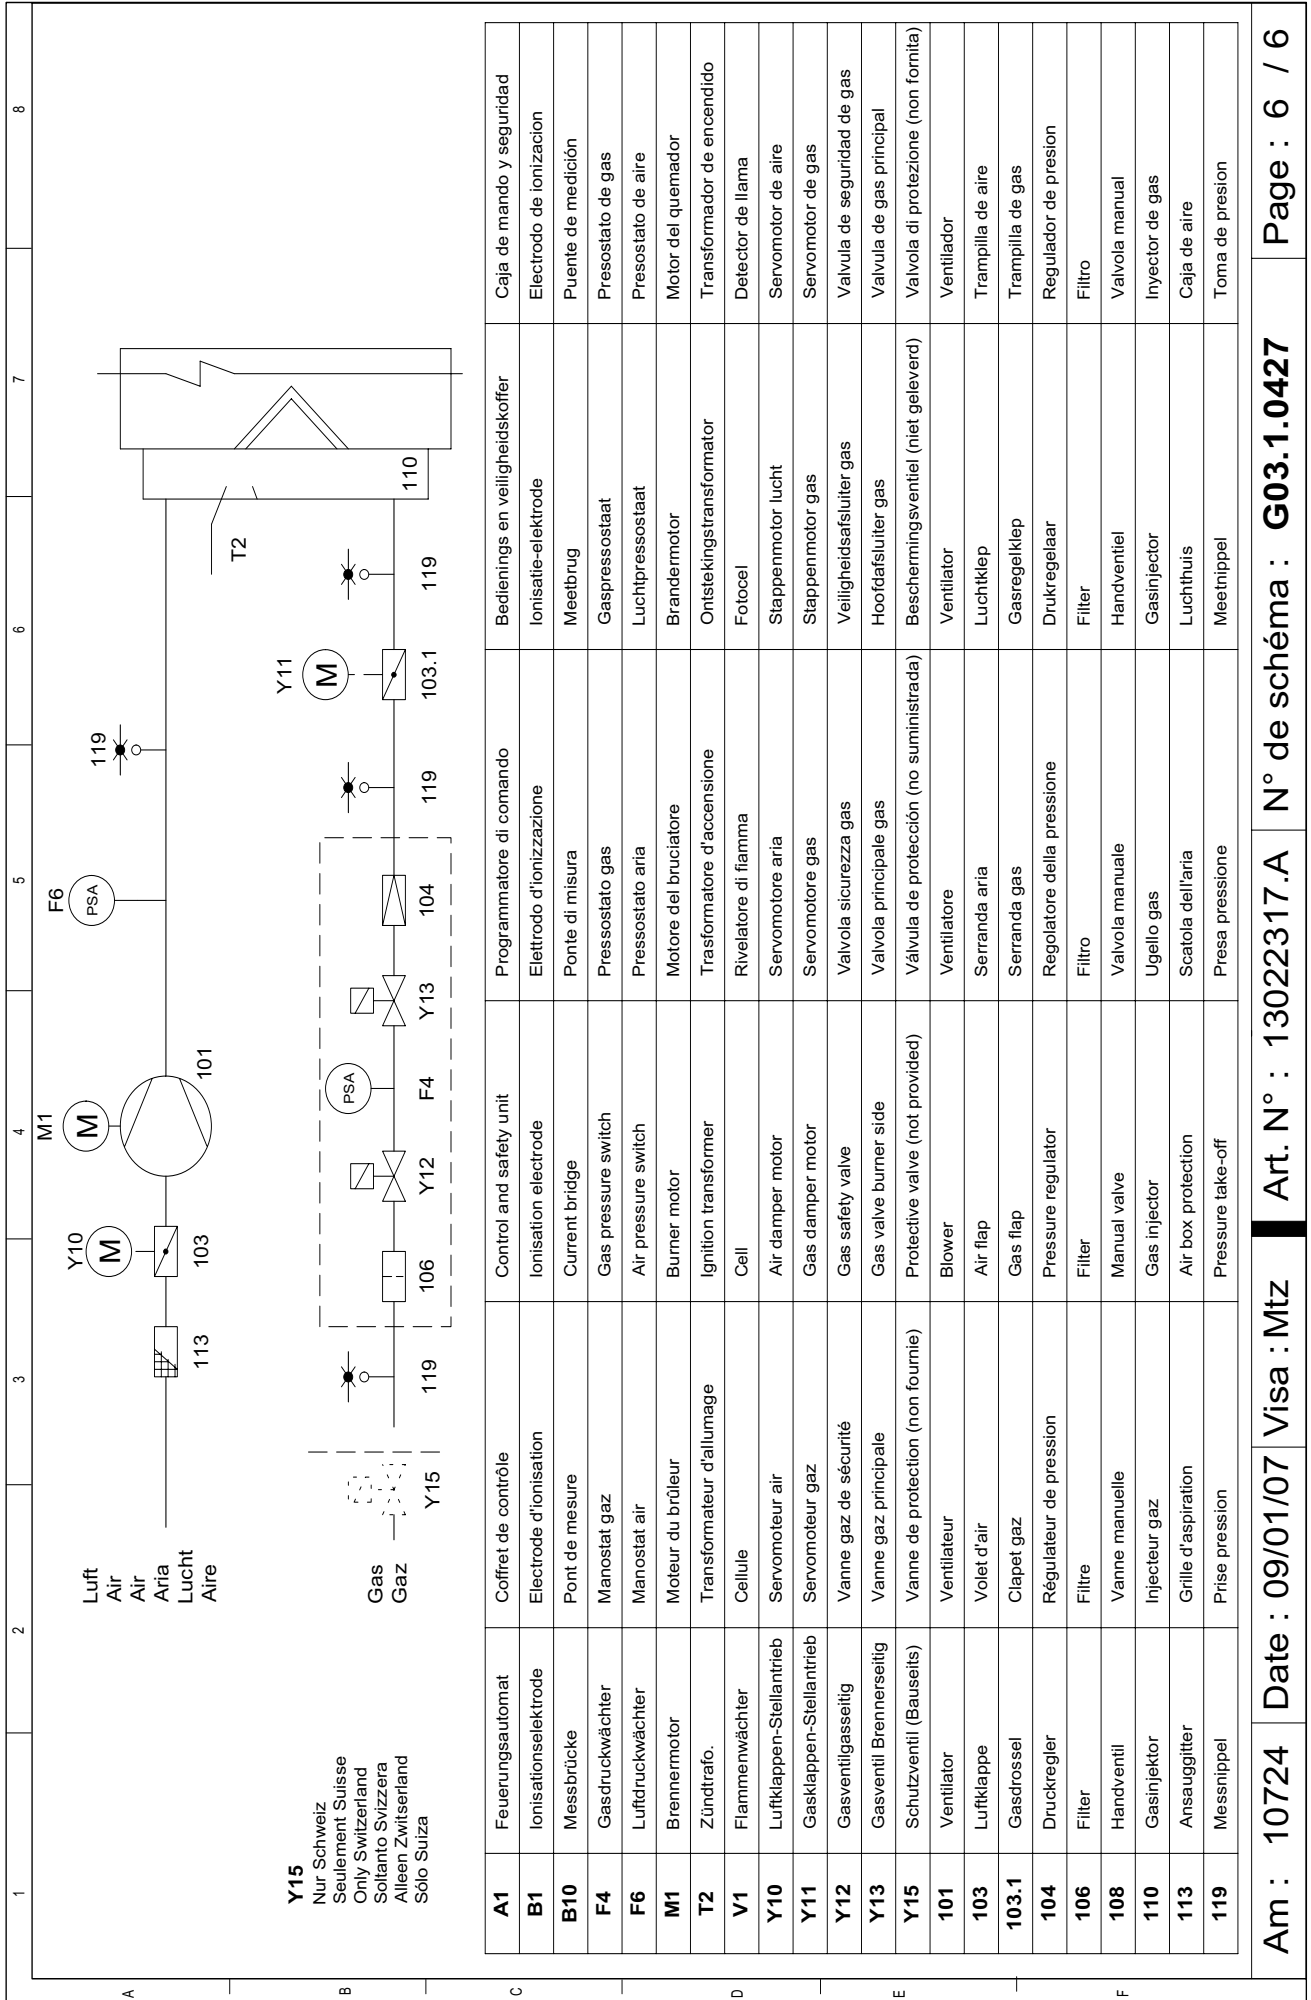 1 2 3 4 5 6 7 8
A
B
C
D
E
F
Luft
Air
Air
Aria
Lucht
Aire
113
Y10
M
103
M1
M
101
F6
PSA
119
T2
110
Gas
Gaz
Y15
119
106
Y12
PSA
F4
Y13
104
119
Y11
M
103.1
119
Y15
Nur Schweiz
Seulement Suisse
Only Switzerland
Soltanto Svizzera
Alleen Zwitserland
Sólo Suiza
A1 Feuerungsautomat Coffret de contrôle Control and safety unit Programmatore di comando Bedienings en veiligheidskoffer Caja de mando y seguridad
B1 Ionisationselektrode Electrode d'ionisation Ionisation electrode Elettrodo d'ionizzazione Ionisatie-elektrode Electrodo de ionizacion
B10 Messbrücke Pont de mesure Current bridge Ponte di misura Meetbrug Puente de medición
F4 Gasdruckwächter Manostat gaz Gas pressure switch Pressostato gas Gaspressostaat Presostato de gas
F6 Luftdruckwächter Manostat air Air pressure switch Pressostato aria Luchtpressostaat Presostato de aire
M1 Brennermotor Moteur du brûleur Burner motor Motore del bruciatore Brandermotor Motor del quemador
T2 Zündtrafo. Transformateur d'allumage Ignition transformer Trasformatore d'accensione Ontstekingstransformator Transformador de encendido
V1 Flammenwächter Cellule Cell Rivelatore di fiamma Fotocel Detector de llama
Y10 Luftklappen-Stellantrieb Servomoteur air Air damper motor Servomotore aria Stappenmotor lucht Servomotor de aire
Y11 Gasklappen-Stellantrieb Servomoteur gaz Gas damper motor Servomotore gas Stappenmotor gas Servomotor de gas
Y12 Gasventilgasseitig Vanne gaz de sécurité Gas safety valve Valvola sicurezza gas Veiligheidsafsluiter gas Valvula de seguridad de gas
Y13 Gasventil Brennerseitig Vanne gaz principale Gas valve burner side Valvola principale gas Hoofdafsluiter gas Valvula de gas principal
Y15 Schutzventil (Bauseits) Vanne de protection (non fournie) Protective valve (not provided) Válvula de protección (no suministrada) Beschermingsventiel (niet geleverd) Valvola di protezione (non fornita)
101 Ventilator Ventilateur Blower Ventilatore Ventilator Ventilador
103 Luftklappe Volet d'air Air flap Serranda aria Luchtklep Trampilla de aire
103.1 Gasdrossel Clapet gaz Gas flap Serranda gas Gasregelklep Trampilla de gas
104 Druckregler Régulateur de pression Pressure regulator Regolatore della pressione Drukregelaar Regulador de presion
106 Filter Filtre Filter Filtro Filter Filtro
108 Handventil Vanne manuelle Manual valve Valvola manuale Handventiel Valvola manual
110 Gasinjektor Injecteur gaz Gas injector Ugello gas Gasinjector Inyector de gas
113 Ansauggitter Grille d'aspiration Air box protection Scatola dell'aria Luchthuis Caja de aire
119 Messnippel Prise pression Pressure take-off Presa pressione Meetnippel Toma de presion
Am : 10724 Date : 09/01/07 Visa : Mtz Art. N° : 13022317.A N° de schéma : G03.1.0427 Page : 6 / 6